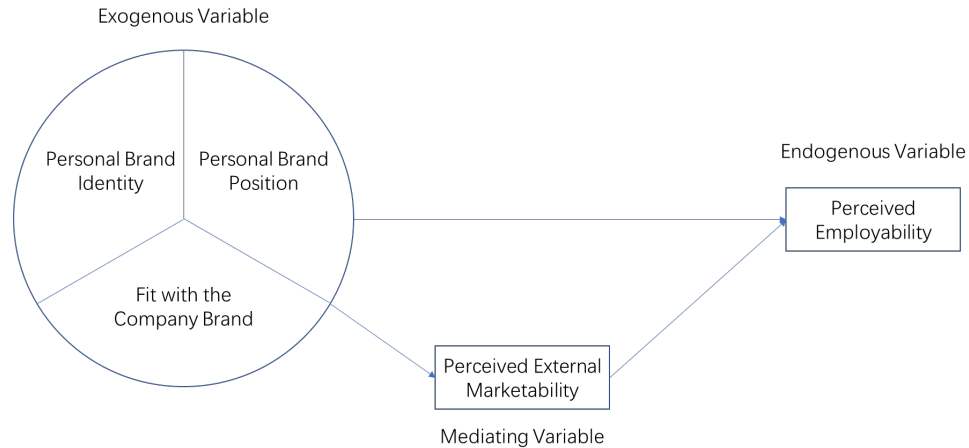 Exogenous Variable
Personal Brand
Identity
Personal Brand
Position
Fit with the
Company Brand
Endogenous Variable
Perceived
Employability
Perceived External
Marketability
Mediating Variable